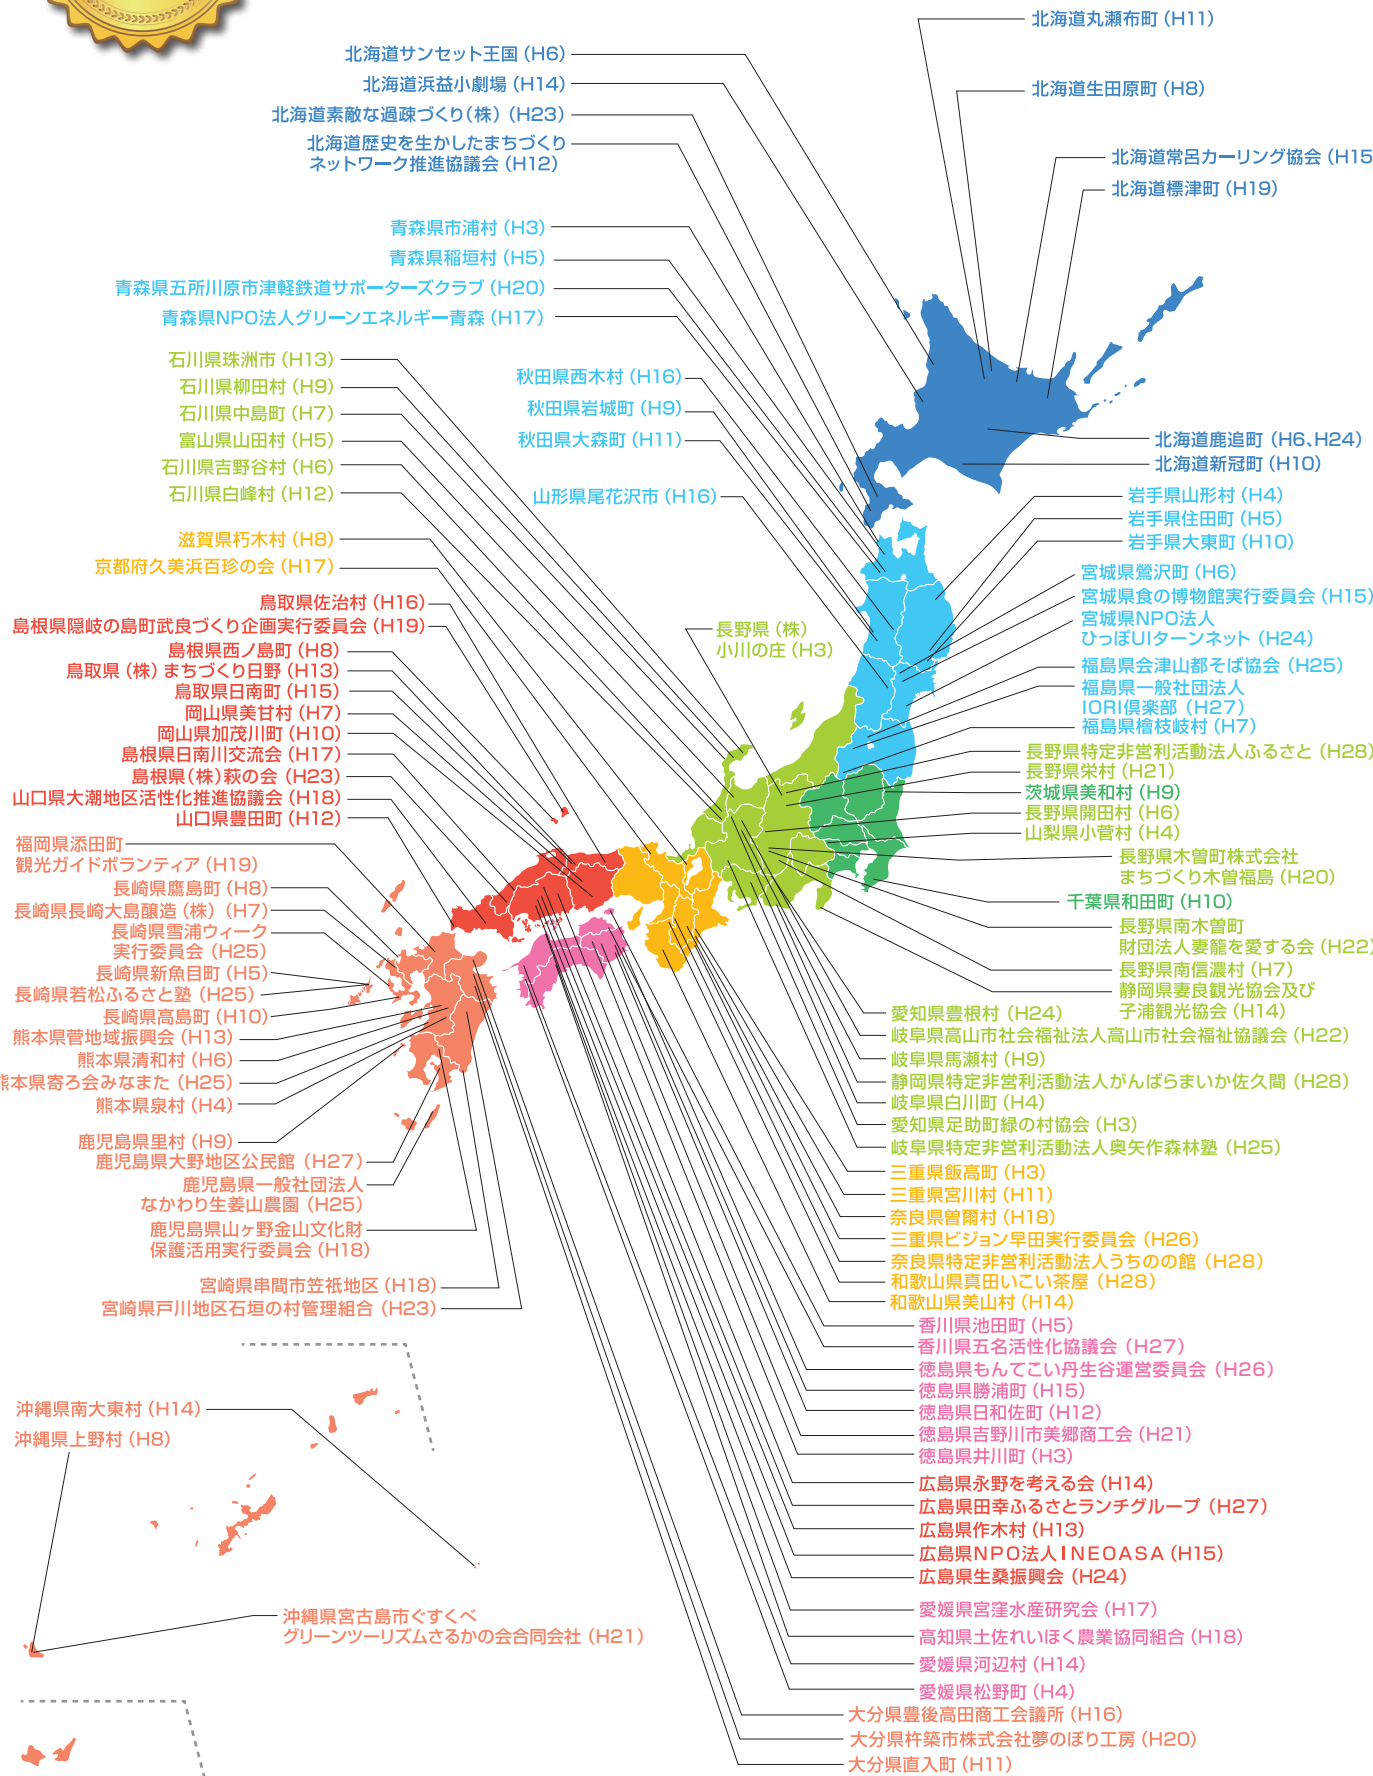 北海道サンセット王国（H6）
北海道浜益小劇場（H14）
北海道素敵な過疎づくり（株）（H23）
北海道歴史を生かしたまちづくり
ネットワーク推進協議会（H12）
北海道丸瀬布町（H11）
北海道生田原町（H8）
北海道常呂カーリング協会（H15
北海道標津町（H19）
北海道鹿追町（H6、H24）
北海道新冠町（H10）
青森県市浦村（H3）
青森県稲垣村（H5）
青森県五所川原市津軽鉄道サポーターズクラブ（H20）
青森県NPO法人グリーンエネルギー青森（H17）
秋田県西木村（H16）
秋田県岩城町（H9）
秋田県大森町（H11）
山形県尾花沢市（H16）
岩手県山形村（H4）
岩手県住田町（H5）
岩手県大東町（H10）
宮城県鶯沢町（H6）
宮城県食の博物館実行委員会（H15）
宮城県NPO法人
ひっぽUIターンネット（H24）
福島県会津山都そば協会（H25）
福島県一般社団法人
IORI倶楽部（H27）
福島県檜枝岐村（H7）
石川県珠洲市（H13）
石川県柳田村（H9）
石川県中島町（H7）
富山県山田村（H5）
石川県吉野谷村（H6）
石川県白峰村（H12）
滋賀県朽木村（H8）
京都府久美浜百珍の会（H17）
長野県（株）
小川の庄（H3）
長野県特定非営利活動法人ふるさと（H28）
長野県栄村（H21）
茨城県美和村（H9）
長野県開田村（H6）
山梨県小菅村（H4）
長野県木曽町株式会社
まちづくり木曽福島（H20）
千葉県和田町（H10）
長野県南木曽町
財団法人妻籠を愛する会（H22）
長野県南信濃村（H7）
静岡県妻良観光協会及び
子浦観光協会（H14）
鳥取県佐治村（H16）
島根県隠岐の島町武良づくり企画実行委員会（H19）
島根県西ノ島町（H8）
鳥取県（株）まちづくり日野（H13）
鳥取県日南町（H15）
岡山県美甘村（H7）
岡山県加茂川町（H10）
島根県日南川交流会（H17）
島根県（株）萩の会（H23）
山口県大潮地区活性化推進協議会（H18）
山口県豊田町（H12）
福岡県添田町
観光ガイドボランティア（H19）
長崎県鷹島町（H8）
長崎県長崎大島醸造（株）（H7）
長崎県雪浦ウィーク
実行委員会（H25）
長崎県新魚目町（H5）
長崎県若松ふるさと塾（H25）
長崎県高島町（H10）
熊本県菅地域振興会（H13）
熊本県清和村（H6）
熊本県寄ろ会みなまた（H25）
熊本県泉村（H4）
鹿児島県里村（H9）
鹿児島県大野地区公民館（H27）
鹿児島県一般社団法人
なかわり生姜山農園（H25）
鹿児島県山ヶ野金山文化財
保護活用実行委員会（H18）
宮崎県串間市笠祇地区（H18）
宮崎県戸川地区石垣の村管理組合（H23）
愛知県豊根村（H24）
岐阜県高山市社会福祉法人高山市社会福祉協議会（H22）
岐阜県馬瀬村（H9）
静岡県特定非営利活動法人がんばらまいか佐久間（H28）
岐阜県白川町（H4）
愛知県足助町緑の村協会（H3）
岐阜県特定非営利活動法人奥矢作森林塾（H25）
三重県飯高町（H3）
三重県宮川村（H11）
奈良県曽爾村（H18）
三重県ビジョン早田実行委員会（H26）
奈良県特定非営利活動法人うちのの館（H28）
和歌山県真田いこい茶屋（H28）
和歌山県美山村（H14）
香川県池田町（H5）
香川県五名活性化協議会（H27）
徳島県もんてこい丹生谷運営委員会（H26）
徳島県勝浦町（H15）
徳島県日和佐町（H12）
徳島県吉野川市美郷商工会（H21）
徳島県井川町（H3）
広島県永野を考える会（H14）
広島県田幸ふるさとランチグループ（H27）
広島県作木村（H13）
広島県NPO法人INEOASA（H15）
広島県生桑振興会（H24）
愛媛県宮窪水産研究会（H17）
高知県土佐れいほく農業協同組合（H18）
愛媛県河辺村（H14）
愛媛県松野町（H4）
大分県豊後高田商工会議所（H16）
大分県杵築市株式会社夢のぼり工房（H20）
大分県直入町（H11）
沖縄県南大東村（H14）
沖縄県上野村（H8）
沖縄県宮古島市ぐすくべ
グリーンツーリズムさるかの会合同会社（H21）